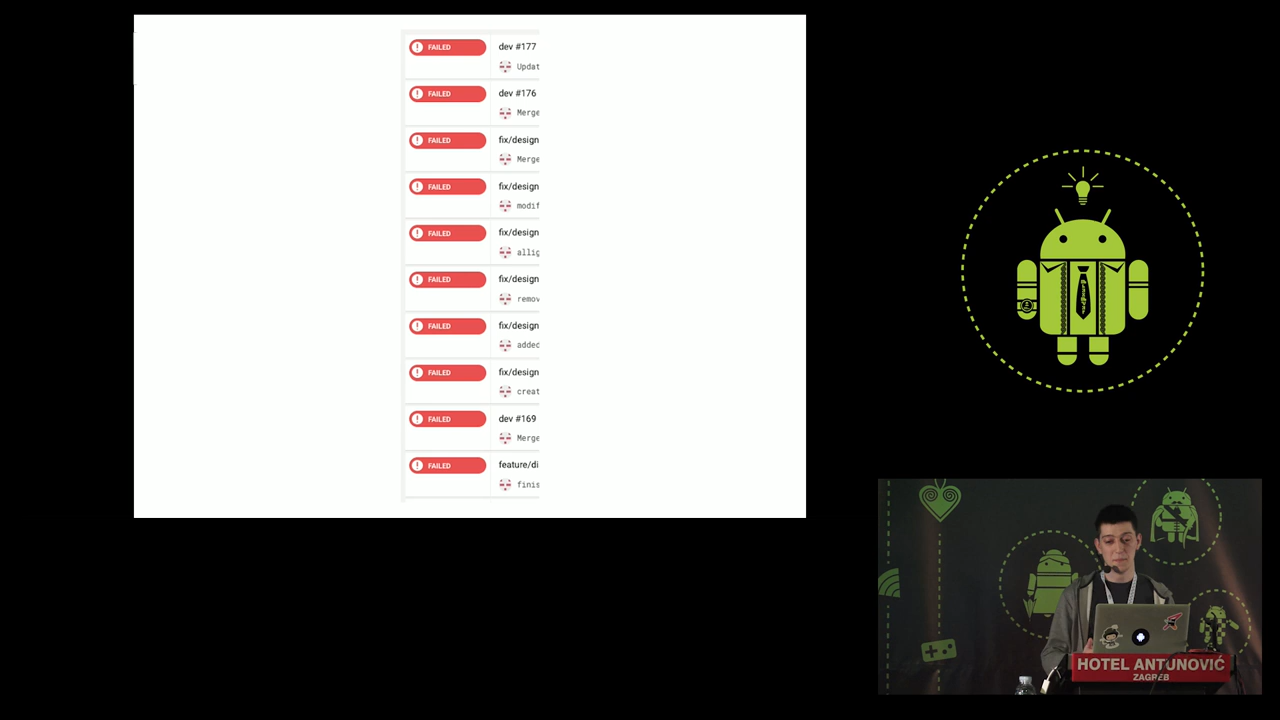 FAILED dev #177
Updat
FAILED dev #176
Merge
FAILED fix/design
Merge
FAILED fix/design
modif
FAILED fix/design
allig
FAILED fix/design
remov
FAILED fix/design
added
FAILED fix/design
creat
FAILED dev #169
Merge
FAILED feature/di
finis
HOTEL ANTUNOVIĆ
ZAGREB